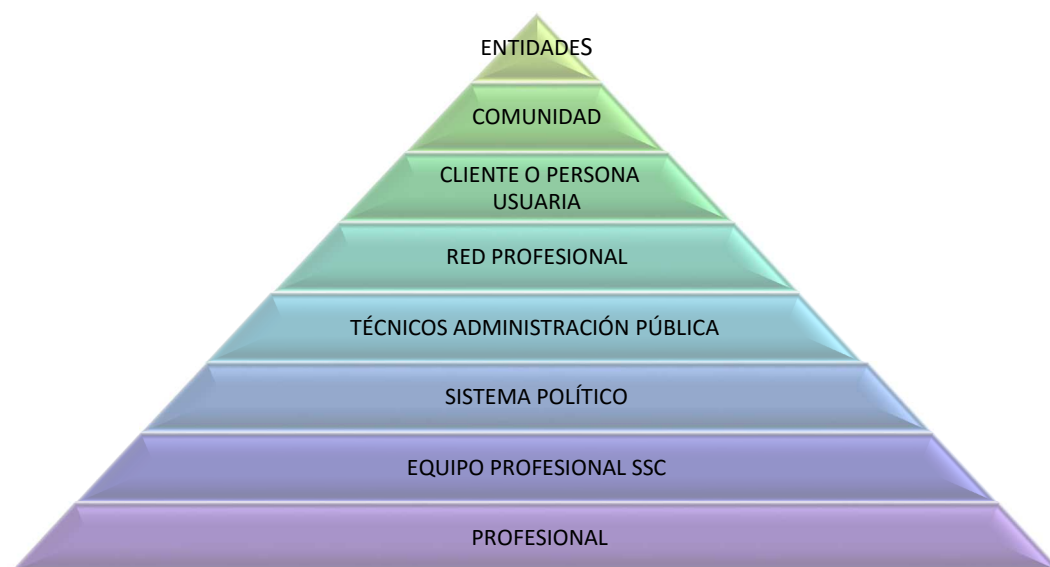 ENTIDADES
COMUNIDAD
CLIENTE O PERSONA
USUARIA
RED PROFESIONAL
TÉCNICOS ADMINISTRACIÓN PÚBLICA
SISTEMA POLÍTICO
EQUIPO PROFESIONAL SSC
PROFESIONAL